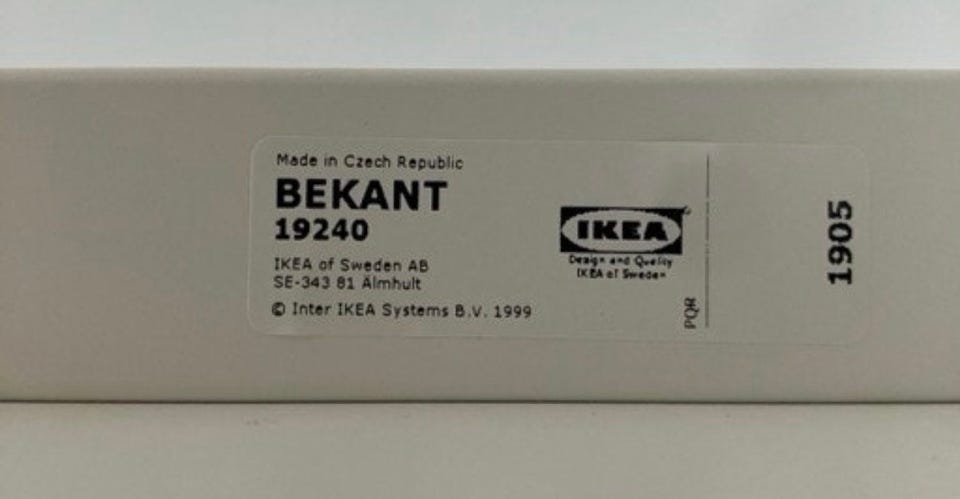 Made in Czech Republic
BEKANT
19240
IKEA of Sweden AB
SE-343 81 Älmhult
© Inter IKEA Systems B.V. 1999
IKEA®
Design and Quality
IKEA of Sweden
PQR
1905